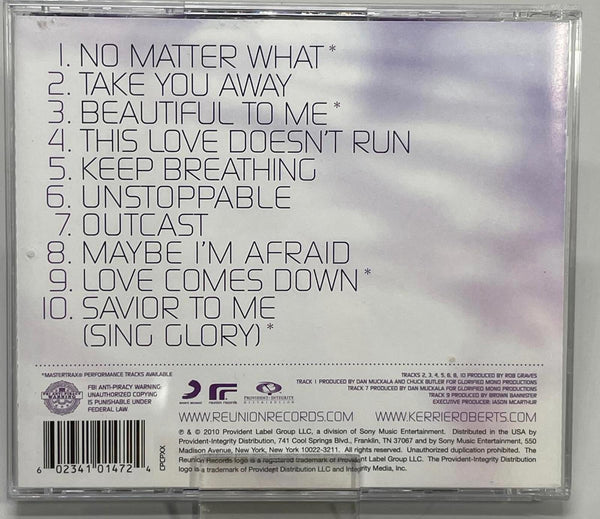 1. NO MATTER WHAT*
2. TAKE YOU AWAY
3. BEAUTIFUL TO ME*
4. THIS LOVE DOESN'T RUN
5. KEEP BREATHING
6. UNSTOPPABLE
7. OUTCAST
8. MAYBE I'M AFRAID
9. LOVE COMES DOWN*
10. SAVIOR TO ME
(SING GLORY)*
*MASTERTRAX® PERFORMANCE TRACKS AVAILABLE
TRACKS 2, 3, 4, 5, 6, 8, 10 PRODUCED BY ROB GRAVES
TRACK 1 PRODUCED BY DAN MUCKALA AND CHUCK BUTLER FOR GLORIFIED MONO PRODUCTIONS
TRACK 7 PRODUCED BY DAN MUCKALA FOR GLORIFIED MONO PRODUCTIONS
TRACK 9 PRODUCED BY BROWN BANNISTER
EXECUTIVE PRODUCER: JASON MCARTHUR
FBI ANTI-PIRACY WARNING:
UNAUTHORIZED COPYING
IS PUNISHABLE UNDER
FEDERAL LAW.
PROVIDENT-INTEGRITY
DISTRIBUTION
WWW.REUNIONRECORDS.COM
WWW.KERRIEROBERTS.COM
℗ & © 2010 Provident Label Group LLC, a division of Sony Music Entertainment. Distributed in the USA by
Provident-Integrity Distribution, 741 Cool Springs Blvd., Franklin, TN 37067 and by Sony Music Entertainment, 550
Madison Avenue, New York, New York 10022-3211. All rights reserved. Unauthorized duplication prohibited. The
Reunion Records logo is a registered trademark of Provident Label Group LLC. The Provident-Integrity Distribution
logo is a trademark of Provident Distribution LLC and Integrity Media, Inc.
6 02341 01472 4
CPCPXX